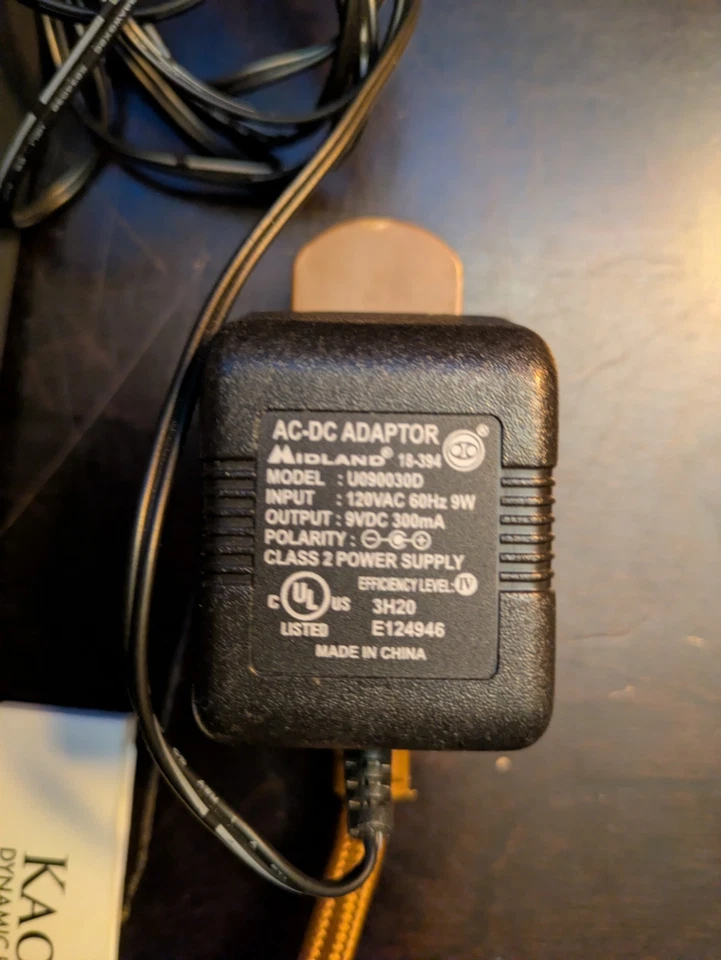 AC-DC ADAPTOR
MIDLAND® 18-394 ®
MODEL : U090030D
INPUT : 120VAC 60Hz 9W
OUTPUT : 9VDC 300mA
POLARITY :
CLASS 2 POWER SUPPLY
EFFICIENCY LEVEL: IV
C UL US 3H20
LISTED E124946
MADE IN CHINA
KAO
DYNAMIC